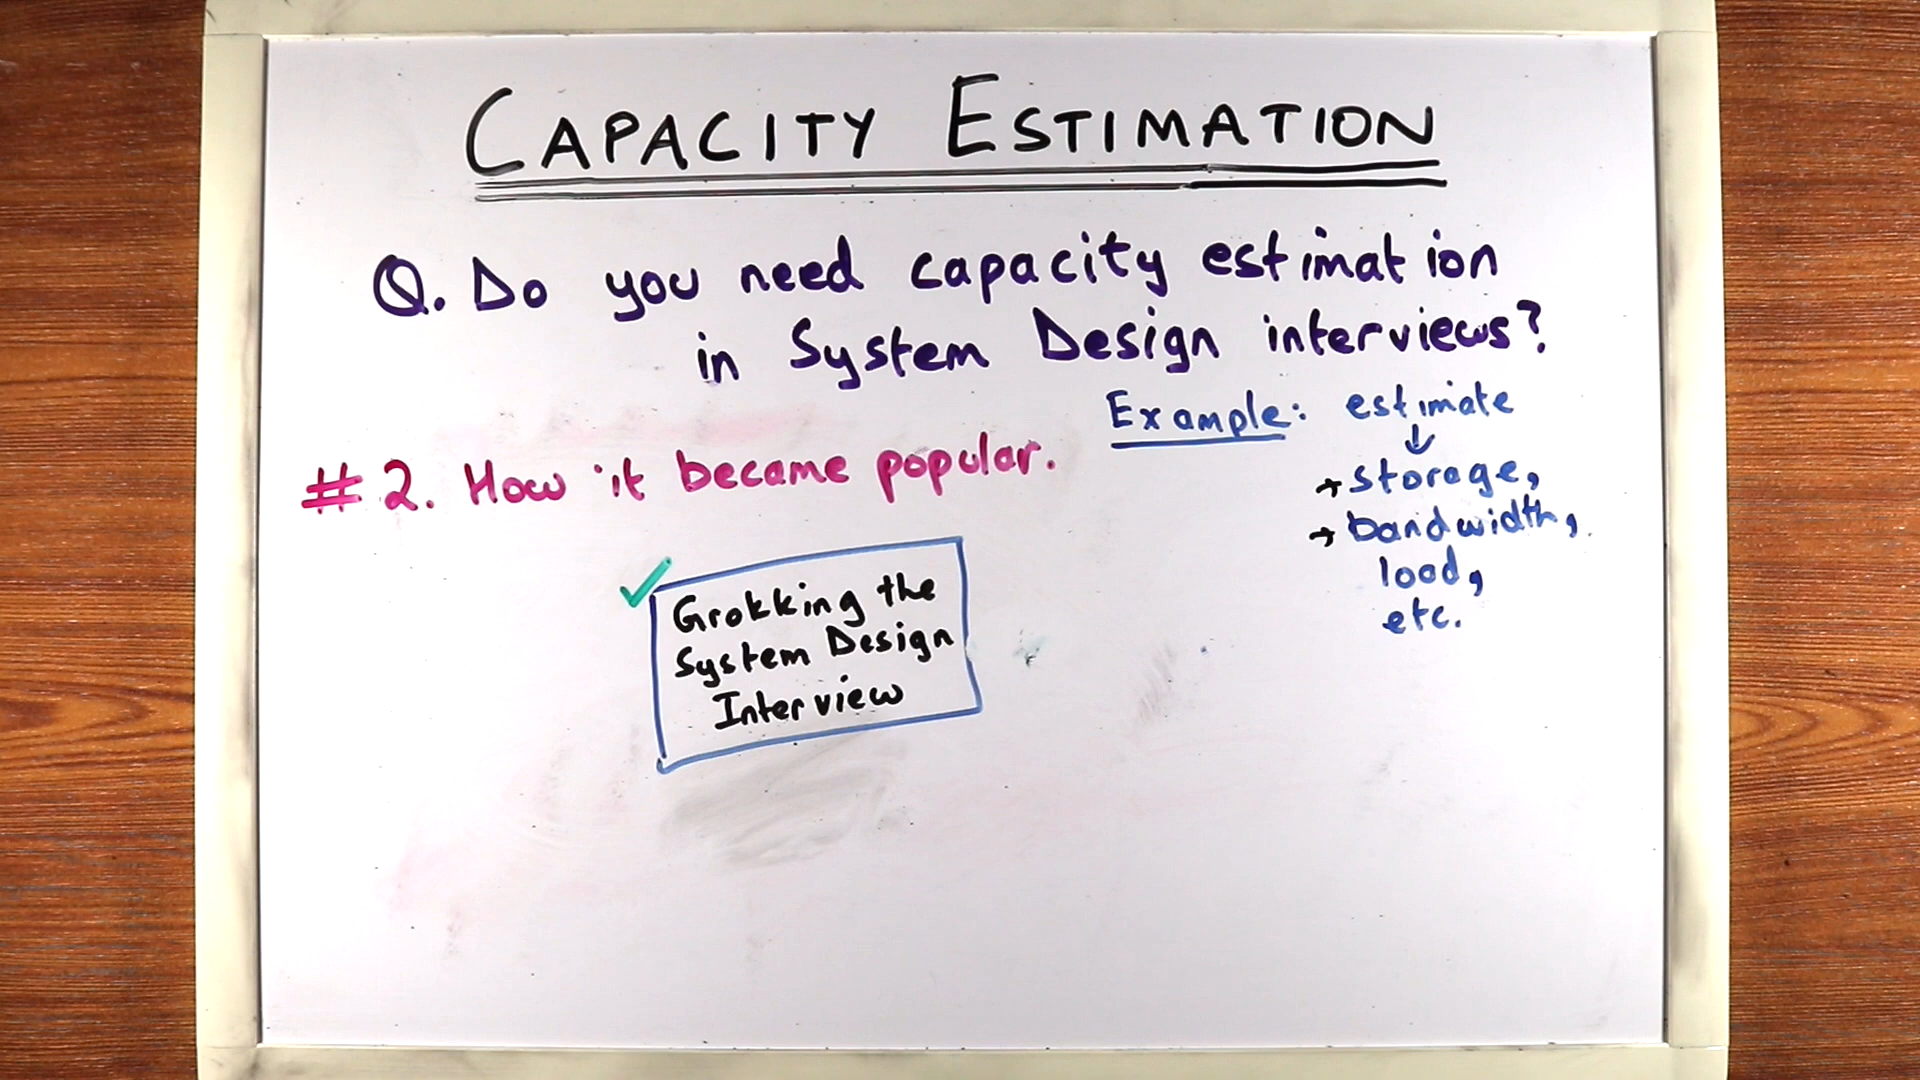 CAPACITY ESTIMATION
Q. Do you need capacity estimation
in System Design interviews?
Example: estimate
↓
→ storage,
→ bandwidth,
load,
etc.
# 2. How it became popular.
✓
Grokking the
System Design
Interview